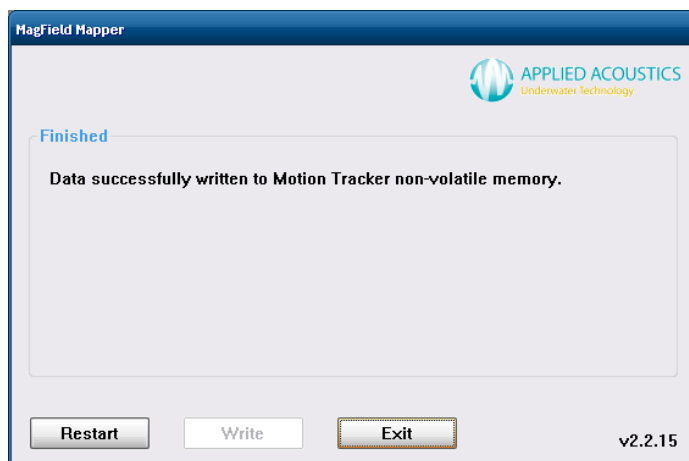 MagField Mapper
APPLIED ACOUSTICS
Underwater Technology
Finished
Data successfully written to Motion Tracker non-volatile memory.
Restart
Write
Exit
v2.2.15